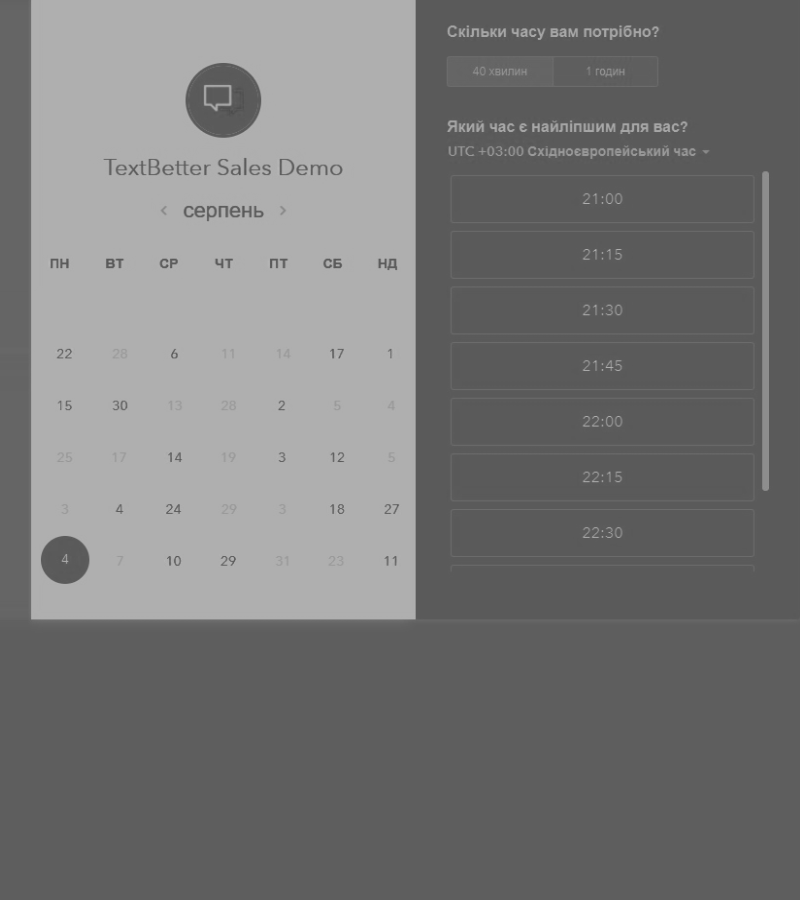 TextBetter Sales Demo
серпень
ПН ВТ СР ЧТ ПТ СБ НД
22 28 6 11 14 17 1
15 30 13 28 2 5 4
25 17 14 19 3 12 5
3 4 24 29 3 18 27
4 7 10 29 31 23 11
Скільки часу вам потрібно?
40 хвилин 1 годин
Який час є найліпшим для вас?
UTC +03:00 Східноєвропейський час
21:00
21:15
21:30
21:45
22:00
22:15
22:30